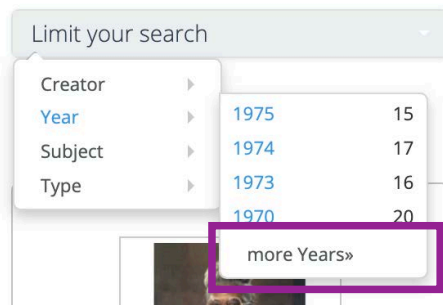 Limit your search
Creator
Year
Subject
Type
1975 15
1974 17
1973 16
1970 20
more Years»